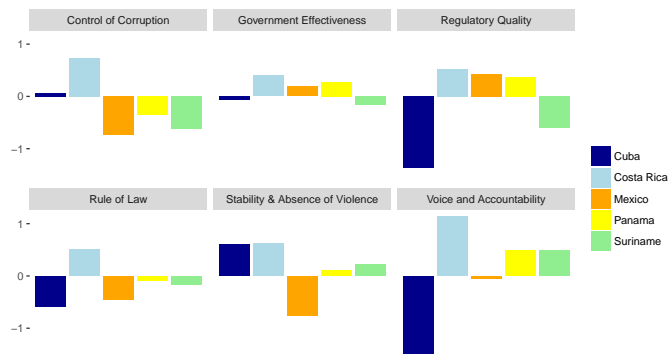 Control of Corruption
Government Effectiveness
Regulatory Quality
1
0
−1
Rule of Law
Stability & Absence of Violence
Voice and Accountability
1
0
−1
Cuba
Costa Rica
Mexico
Panama
Suriname